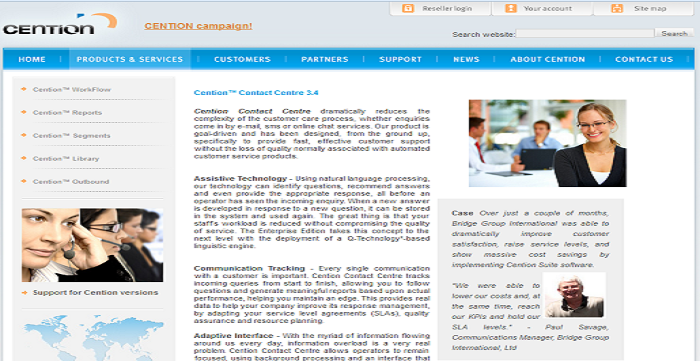 Reseller login
Your account
Site map
CENTION
CENTION campaign!
Search website:
Search
HOME
PRODUCTS & SERVICES
CUSTOMERS
PARTNERS
SUPPORT
NEWS
ABOUT CENTION
CONTACT US
Cention™ WorkFlow
Cention™ Reports
Cention™ Segments
Cention™ Library
Cention™ Outbound
Support for Cention versions
Cention™ Contact Centre 3.4
Cention Contact Centre dramatically reduces the
complexity of the customer care process, whether enquiries
come in by e-mail, sms or online chat services. Our product is
goal-driven and has been designed, from the ground up,
specifically to provide fast, effective customer support
without the loss of quality normally associated with automated
customer service products.
Assistive Technology - Using natural language processing,
our technology can identify questions, recommend answers
and even provide the appropriate response, all before an
operator has seen the incoming enquiry. When a new answer
is developed in response to a new question, it can be stored
in the system and used again. The great thing is that your
staff's workload is reduced without compromising the quality
of service. The Enterprise Edition takes this concept to the
next level with the deployment of a Q-Technology*-based
linguistic engine.
Communication Tracking - Every single communication
with a customer is important. Cention Contact Centre tracks
incoming queries from start to finish, allowing you to follow
questions and generate meaningful reports based upon actual
performance, helping you maintain an edge. This provides real
data to help your company improve its response management,
by adapting your service level agreements (SLAs), quality
assurance and resource planning.
Adaptive Interface - With the myriad of information flowing
around us every day, information overload is a very real
problem. Cention Contact Centre allows operators to remain
focused, using background processing and an interface that
Case Over just a couple of months,
Bridge Group International was able to
dramatically improve customer
satisfaction, raise service levels, and
show massive cost savings by
implementing Cention Suite software.
"We were able to
lower our costs and, at
the same time, reach
our KPIs and hold our
SLA levels." - Paul Savage,
Communications Manager, Bridge Group
International, Ltd